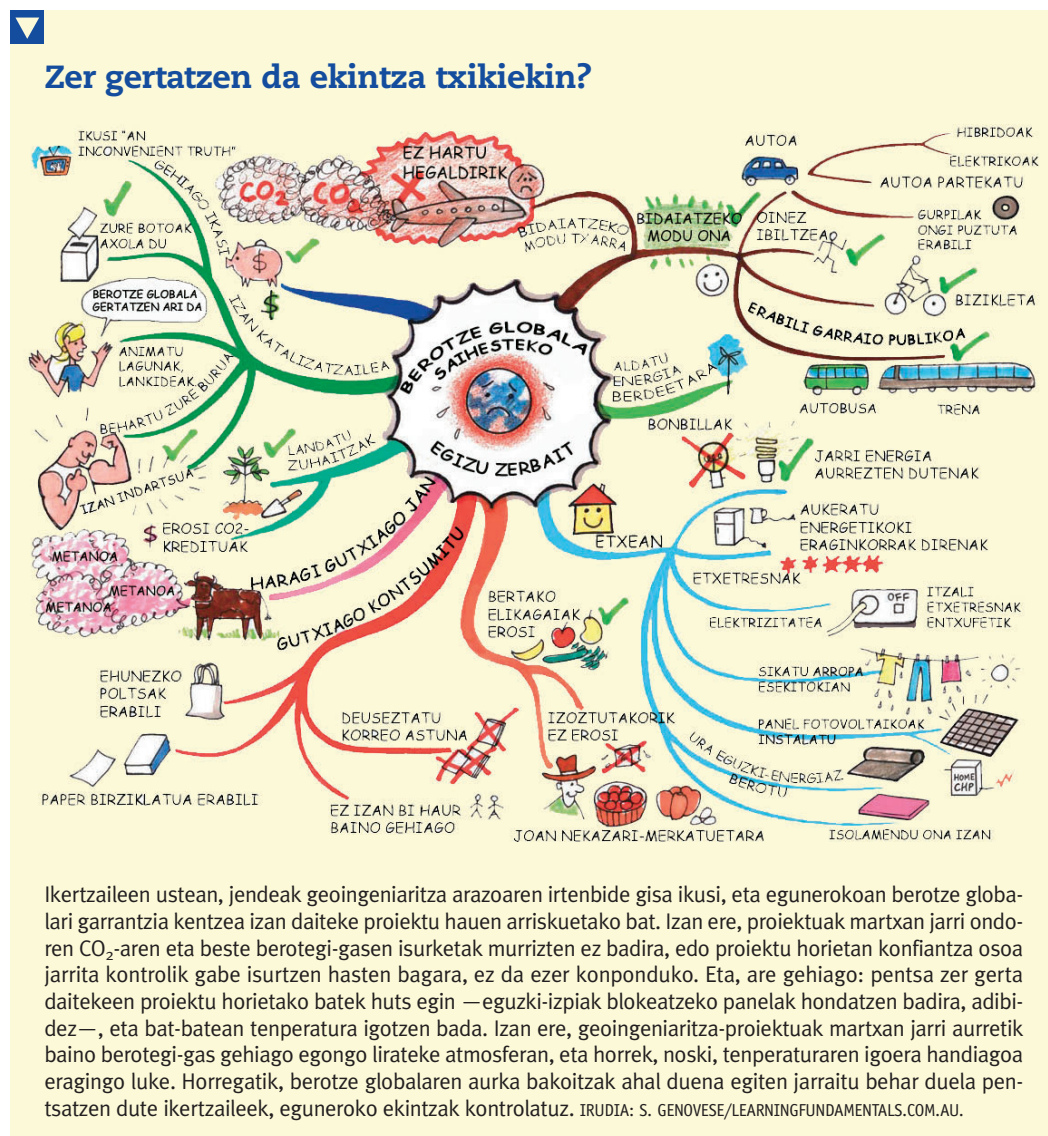 Zer gertatzen da ekintza txikiekin?
IKUSI "AN
INCONVENIENT TRUTH"
GEHIAGO IKASI
ZURE BOTOAK
AXOLA DU
BEROTZE GLOBALA
GERTATZEN ARI DA
ANIMATU
LAGUNAK,
LANKIDEAK
BEHARTU ZURE BURUA
IZAN INDARTSUA
IZAN KATALIZATZAILEA
$
$
CO2
CO2
EZ HARTU
HEGALDIRIK
BIDAIATZEKO
MODU TXARRA
BIDAIATZEKO
MODU ONA
AUTOA
HIBRIDOAK
ELEKTRIKOAK
AUTOA PARTEKATU
GURPILAK
ONGI PUZTUTA
ERABILI
OINEZ
IBILTZEA
BIZIKLETA
ERABILI GARRAIO PUBLIKOA
AUTOBUSA
TRENA
BEROTZE GLOBALA
SAIHESTEKO
EGIZU ZERBAIT
ALDATU
ENERGIA
BERDEETARA
LANDATU
ZUHAITZAK
$ EROSI CO2-
KREDITUAK
METANOA
METANOA
METANOA
HARAGI GUTXIAGO JAN
GUTXIAGO KONTSUMITU
EHUNEZKO
POLTSAK
ERABILI
PAPER BIRZIKLATUA ERABILI
DEUSEZTATU
KORREO ASTUNA
EZ IZAN BI HAUR
BAINO GEHIAGO
BERTAKO
ELIKAGAIAK
EROSI
IZOZTUTAKORIK
EZ EROSI
JOAN NEKAZARI-MERKATUETARA
ETXEAN
BONBILLAK
JARRI ENERGIA
AURREZTEN DUTENAK
AUKERATU
ENERGETIKOKI
ERAGINKORRAK DIRENAK
ETXETRESNAK
ELEKTRIZITATEA
OFF
ITZALI
ETXETRESNAK
ENTXUFETIK
SIKATU ARROPA
ESEKITOKIAN
PANEL FOTOVOLTAIKOAK
INSTALATU
HOME
CHP
URA EGUZKI-ENERGIAZ
BEROTU
ISOLAMENDU ONA IZAN
Ikertzaileen ustean, jendeak geoingeniaritza arazoaren irtenbide gisa ikusi, eta egunerokoan berotze globa-
lari garrantzia kentzea izan daiteke proiektu hauen arriskuetako bat. Izan ere, proiektuak martxan jarri ondo-
ren CO₂-aren eta beste berotegi-gasen isurketak murrizten ez badira, edo proiektu horietan konfiantza osoa
jarrita kontrolik gabe isurtzen hasten bagara, ez da ezer konponduko. Eta, are gehiago: pentsa zer gerta
daitekeen proiektu horietako batek huts egin —eguzki-izpiak blokeatzeko panelak hondatzen badira, adibi-
dez—, eta bat-batean tenperatura igotzen bada. Izan ere, geoingeniaritza-proiektuak martxan jarri aurretik
baino berotegi-gas gehiago egongo lirateke atmosferan, eta horrek, noski, tenperaturaren igoera handiagoa
eragingo luke. Horregatik, berotze globalaren aurka bakoitzak ahal duena egiten jarraitu behar duela pen-
tsatzen dute ikertzaileek, eguneroko ekintzak kontrolatuz. IRUDIA: S. GENOVESE/LEARNINGFUNDAMENTALS.COM.AU.